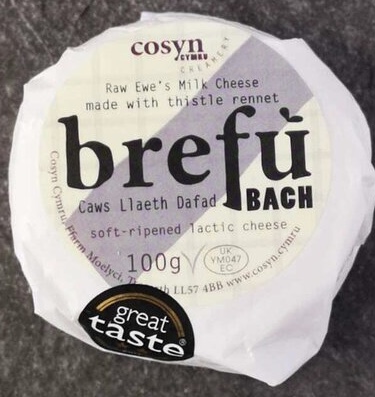 cosyn
CYMRU
CREAMERY
Raw Ewe's Milk Cheese
made with thistle rennet
brefù
Caws Llaeth Dafad
BACH
soft-ripened lactic cheese
100g
UK
YM047
EC
Cosyn Cymru, Fferm Moelyci, LL57 4BB www.cosyn.cymru
great
taste®